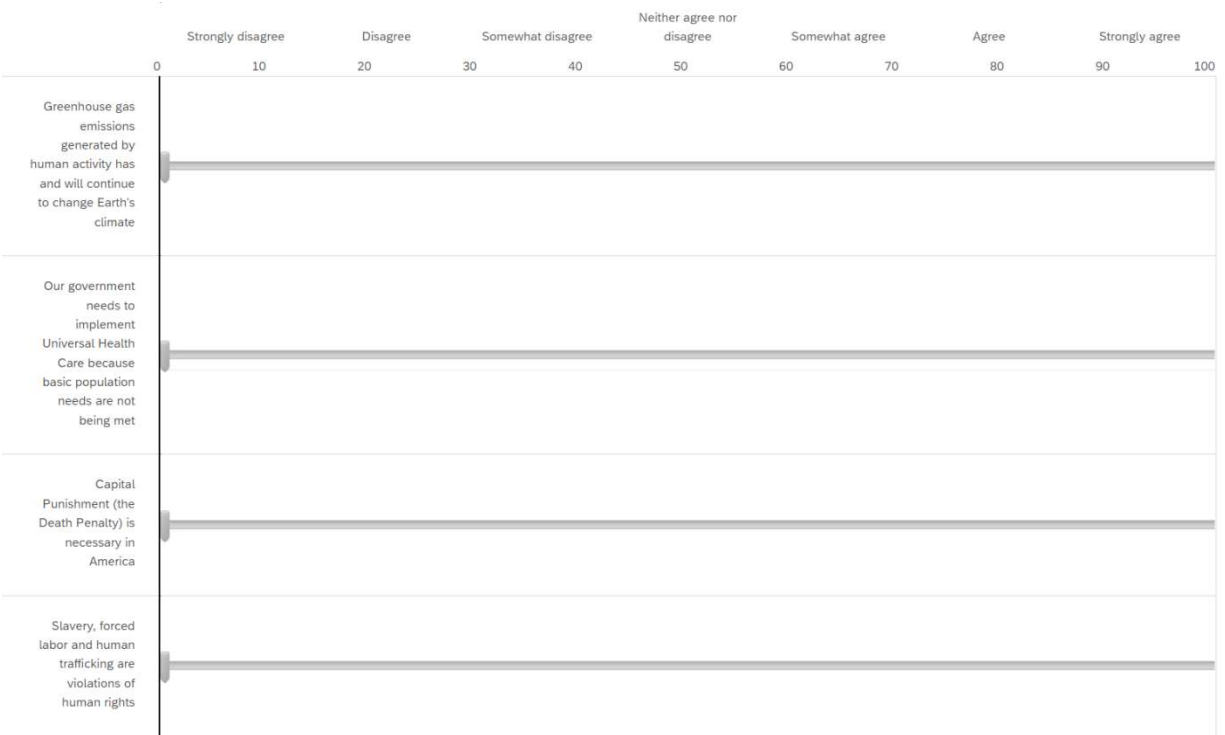 Neither agree nor
Strongly disagree Disagree Somewhat disagree disagree Somewhat agree Agree Strongly agree
0 10 20 30 40 50 60 70 80 90 100
Greenhouse gas
emissions
generated by
human activity has
and will continue
to change Earth's
climate
Our government
needs to
implement
Universal Health
Care because
basic population
needs are not
being met
Capital
Punishment (the
Death Penalty) is
necessary in
America
Slavery, forced
labor and human
trafficking are
violations of
human rights